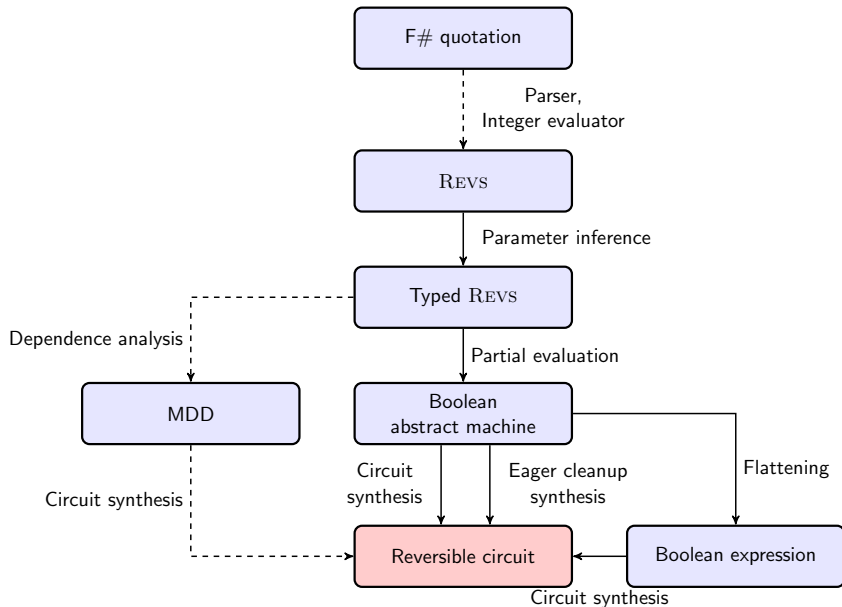 F# quotation
Parser,
Integer evaluator
REVS
Parameter inference
Typed REVS
Dependence analysis
Partial evaluation
MDD
Boolean
abstract machine
Circuit
synthesis
Eager cleanup
synthesis
Flattening
Circuit synthesis
Reversible circuit
Boolean expression
Circuit synthesis